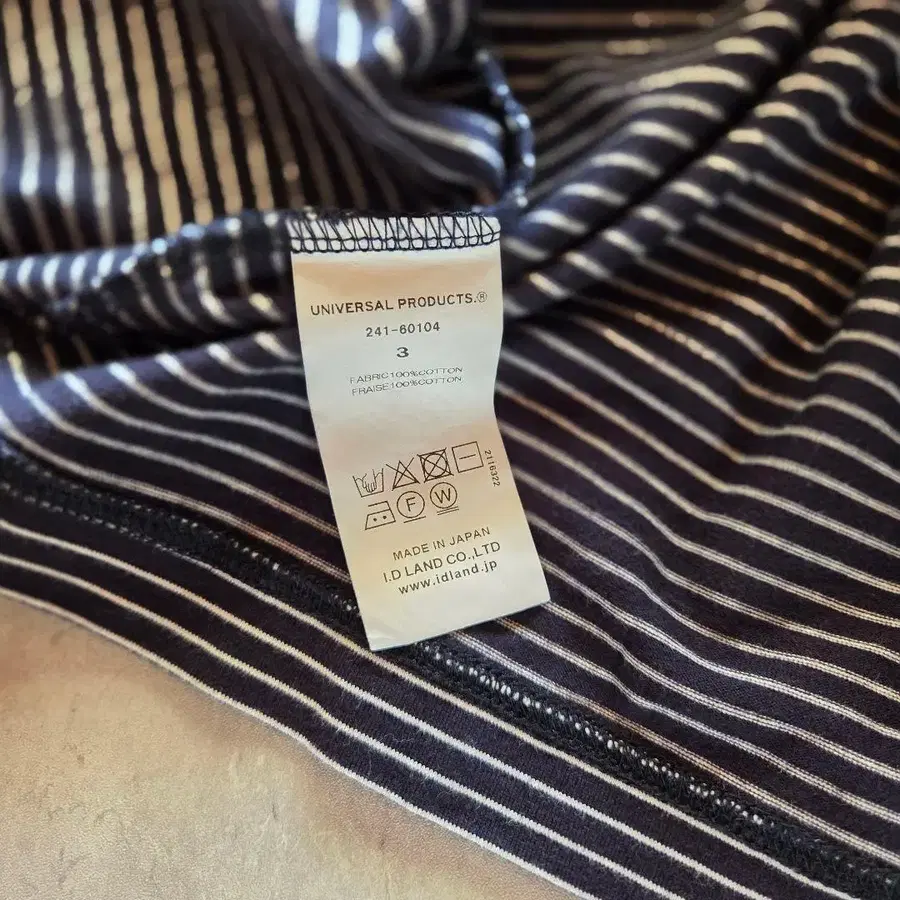 UNIVERSAL PRODUCTS.®
241-60104
3
FABRIC100%COTTON
FRAISE100%COTTON
2116322
F W
MADE IN JAPAN
I.D LAND CO.,LTD
www.idland.jp